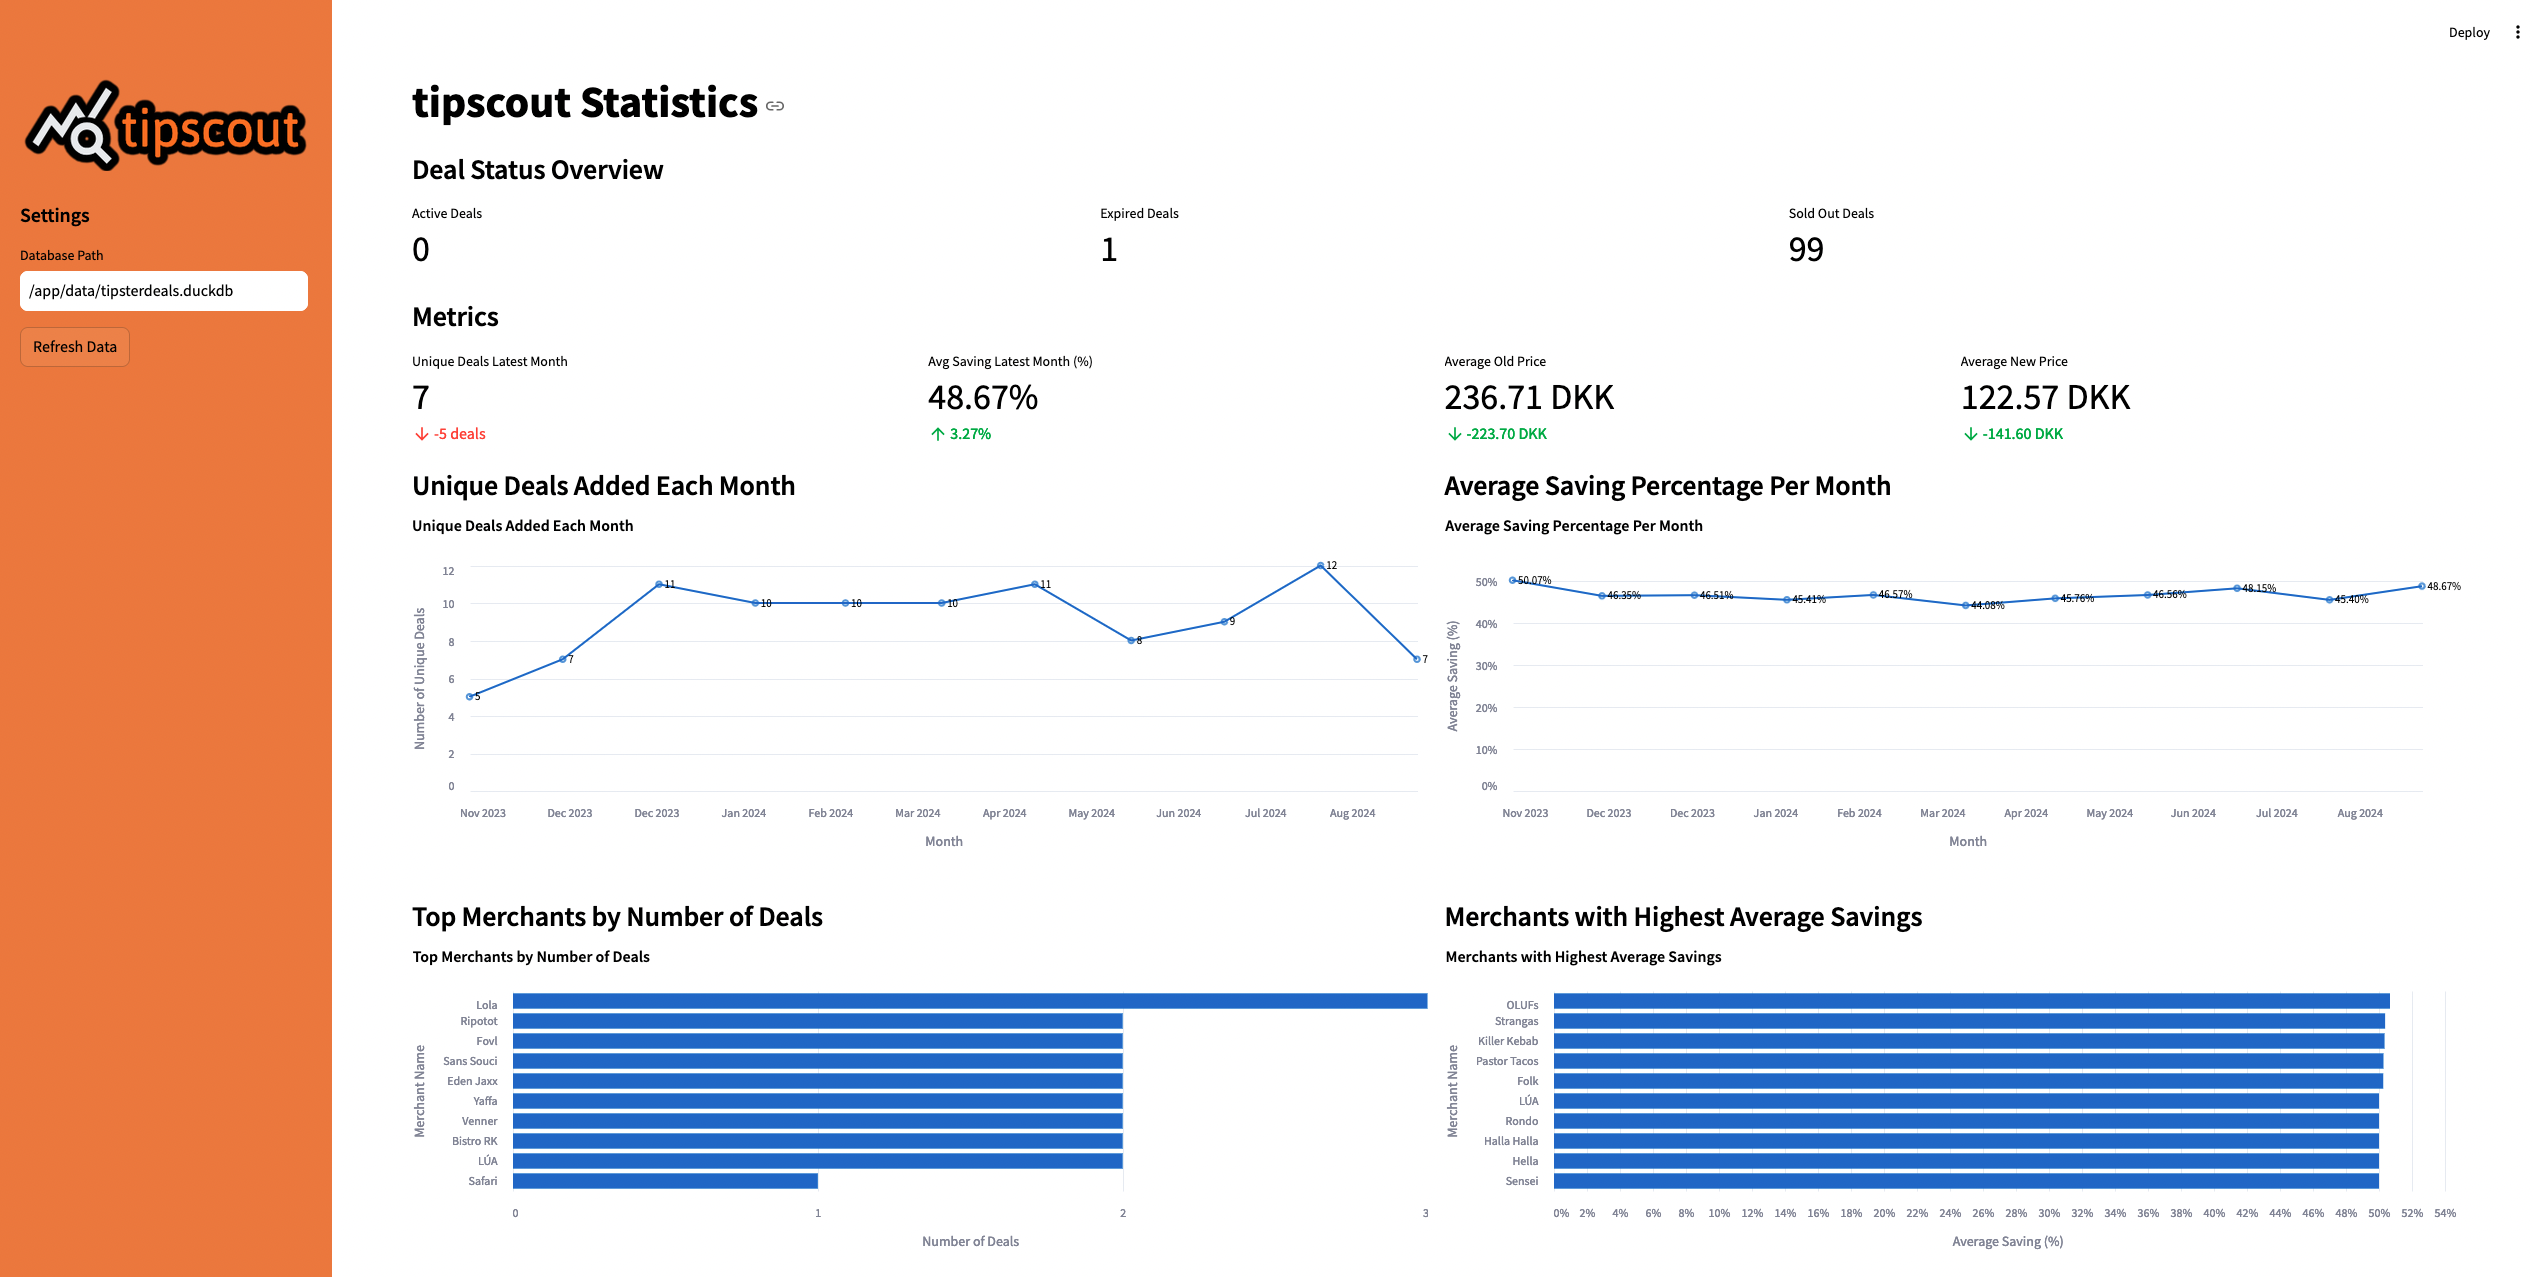 Deploy
tipscout
Settings
Database Path
/app/data/tipsterdeals.duckdb
Refresh Data
tipscout Statistics
Deal Status Overview
Active Deals Expired Deals Sold Out Deals
0 1 99
Metrics
Unique Deals Latest Month Avg Saving Latest Month (%) Average Old Price Average New Price
7 48.67% 236.71 DKK 122.57 DKK
-5 deals 3.27% -223.70 DKK -141.60 DKK
Unique Deals Added Each Month
Unique Deals Added Each Month
Number of Unique Deals
12
10
8
6
4
2
0
5 7 11 10 10 10 11 8 9 12 7
Nov 2023 Dec 2023 Dec 2023 Jan 2024 Feb 2024 Mar 2024 Apr 2024 May 2024 Jun 2024 Jul 2024 Aug 2024
Month
Average Saving Percentage Per Month
Average Saving Percentage Per Month
Average Saving (%)
50%
40%
30%
20%
10%
0%
50.07% 46.35% 46.51% 45.41% 46.57% 44.08% 45.76% 46.56% 48.15% 45.40% 48.67%
Nov 2023 Dec 2023 Dec 2023 Jan 2024 Feb 2024 Mar 2024 Apr 2024 May 2024 Jun 2024 Jul 2024 Aug 2024
Month
Top Merchants by Number of Deals
Top Merchants by Number of Deals
Merchant Name
Lola
Ripotot
Fovl
Sans Souci
Eden Jaxx
Yaffa
Venner
Bistro RK
LÚA
Safari
0 1 2 3
Number of Deals
Merchants with Highest Average Savings
Merchants with Highest Average Savings
Merchant Name
OLUFs
Strangas
Killer Kebab
Pastor Tacos
Folk
LÚA
Rondo
Halla Halla
Hella
Sensei
0% 2% 4% 6% 8% 10% 12% 14% 16% 18% 20% 22% 24% 26% 28% 30% 32% 34% 36% 38% 40% 42% 44% 46% 48% 50% 52% 54%
Average Saving (%)